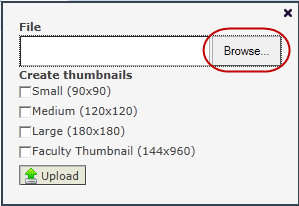 File
Browse...
Create thumbnails
Small (90x90)
Medium (120x120)
Large (180x180)
Faculty Thumbnail (144x960)
Upload